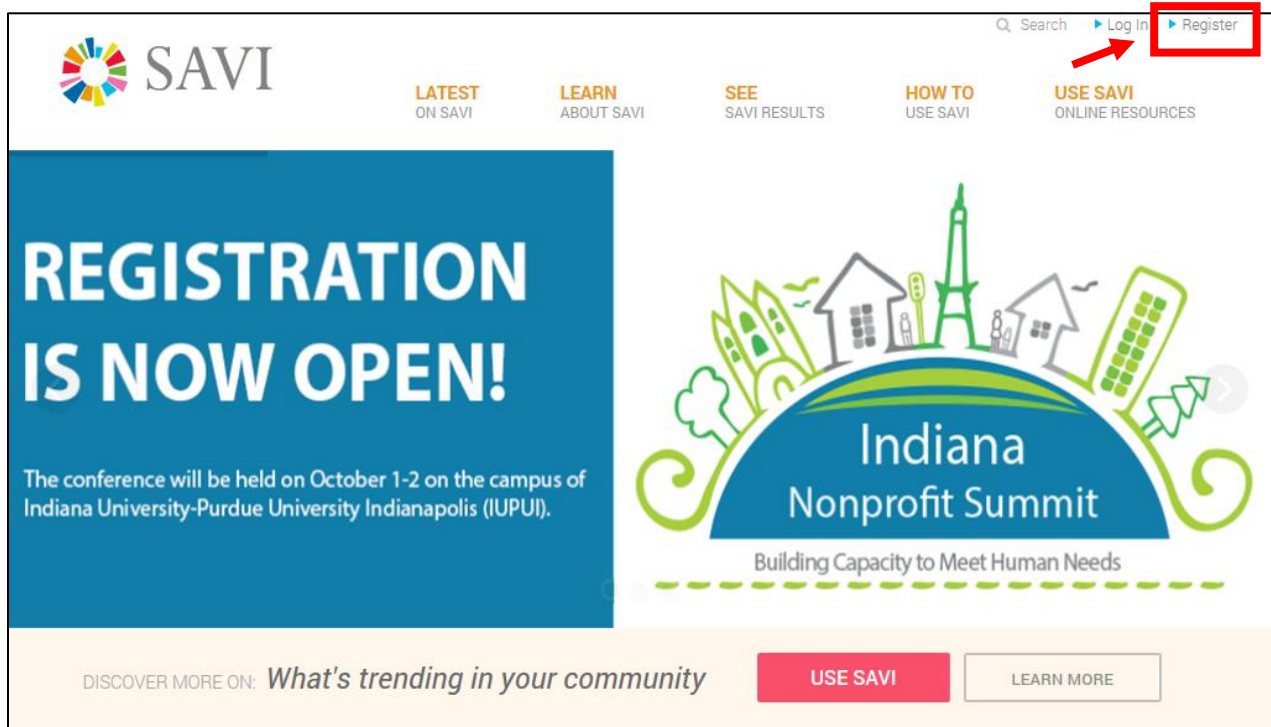 Search Log In Register
SAVI
LATEST
ON SAVI
LEARN
ABOUT SAVI
SEE
SAVI RESULTS
HOW TO
USE SAVI
USE SAVI
ONLINE RESOURCES
REGISTRATION
IS NOW OPEN!
The conference will be held on October 1-2 on the campus of
Indiana University-Purdue University Indianapolis (IUPUI).
Indiana
Nonprofit Summit
Building Capacity to Meet Human Needs
DISCOVER MORE ON: What's trending in your community
USE SAVI
LEARN MORE